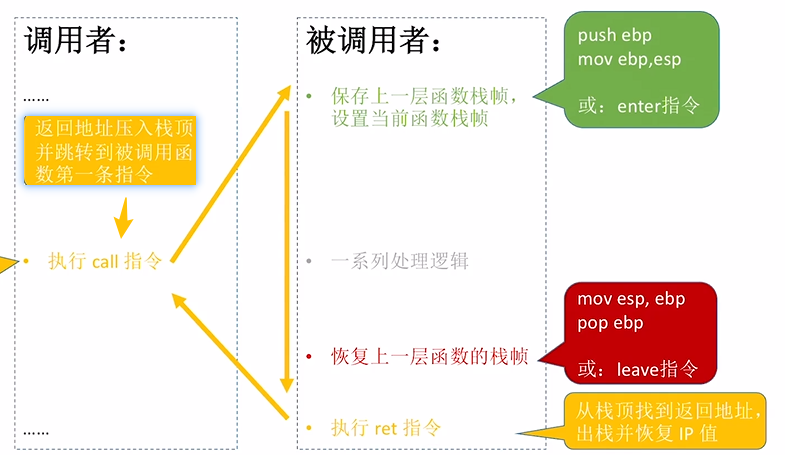 调用者：
……
返回地址压入栈顶
并跳转到被调用函
数第一条指令
• 执行 call 指令
……
被调用者：
• 保存上一层函数栈帧，
设置当前函数栈帧
• 一系列处理逻辑
• 恢复上一层函数的栈帧
• 执行 ret 指令
push ebp
mov ebp,esp
或：enter指令
mov esp, ebp
pop ebp
或：leave指令
从栈顶找到返回地址，
出栈并恢复 IP 值